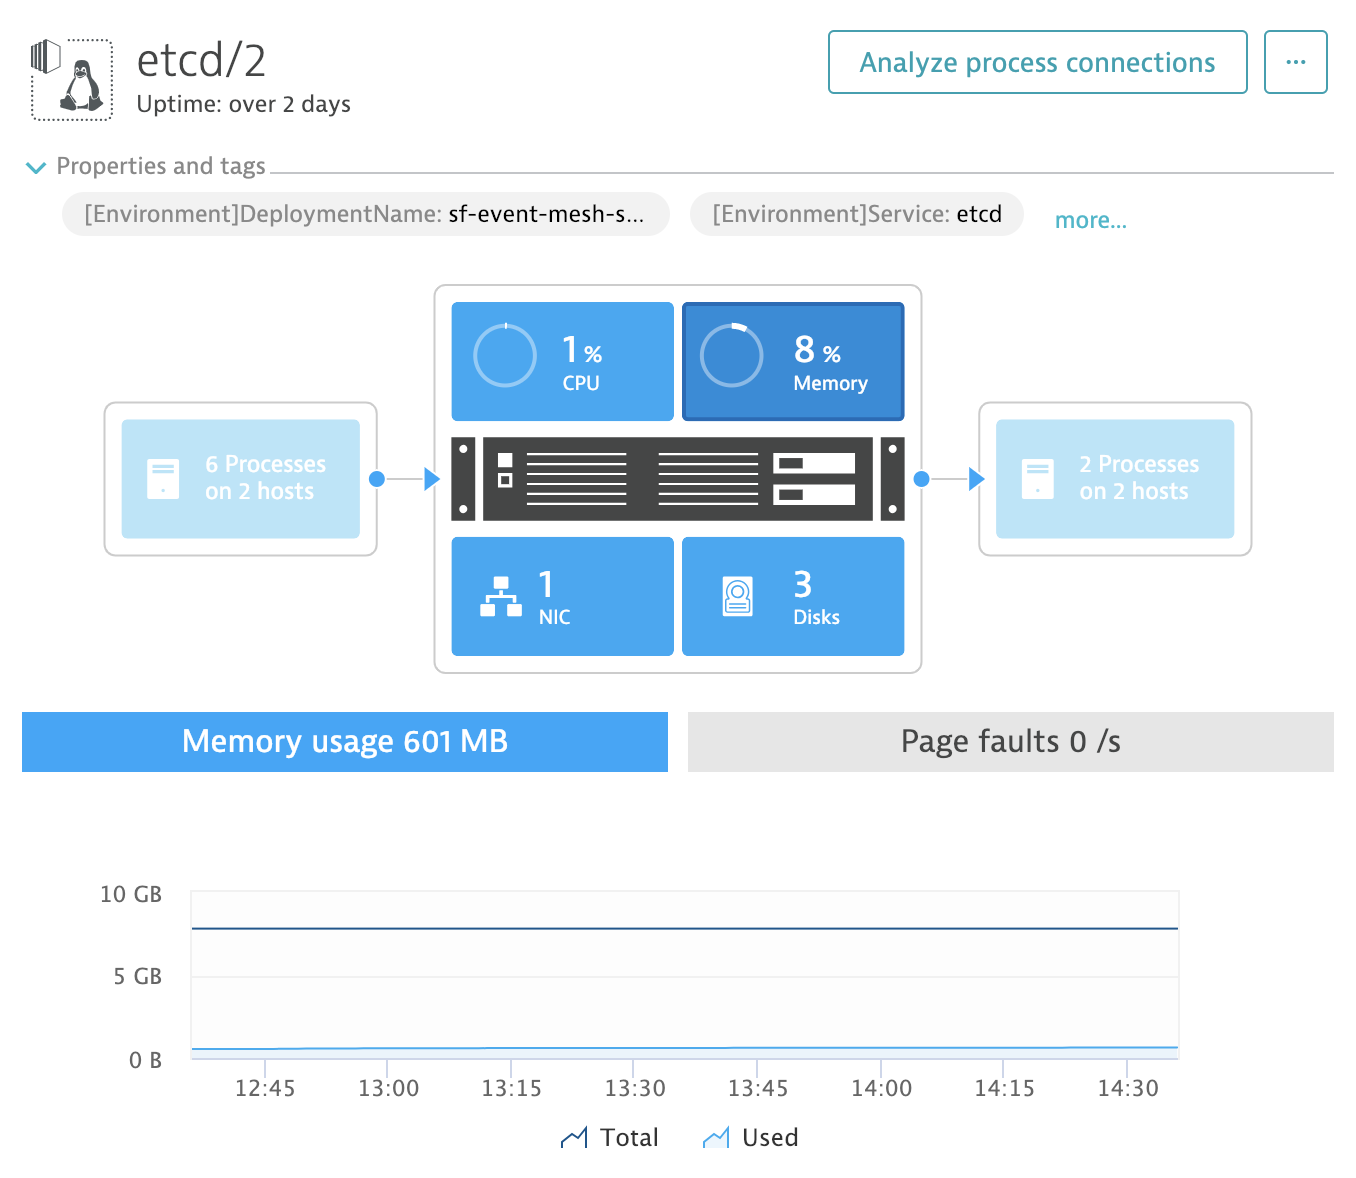 etcd/2
Uptime: over 2 days
Analyze process connections
...
Properties and tags
[Environment]DeploymentName: sf-event-mesh-s...
[Environment]Service: etcd
more...
1 %
CPU
8 %
Memory
6 Processes
on 2 hosts
2 Processes
on 2 hosts
1
NIC
3
Disks
Memory usage 601 MB
Page faults 0 /s
10 GB
5 GB
0 B
12:45 13:00 13:15 13:30 13:45 14:00 14:15 14:30
Total
Used